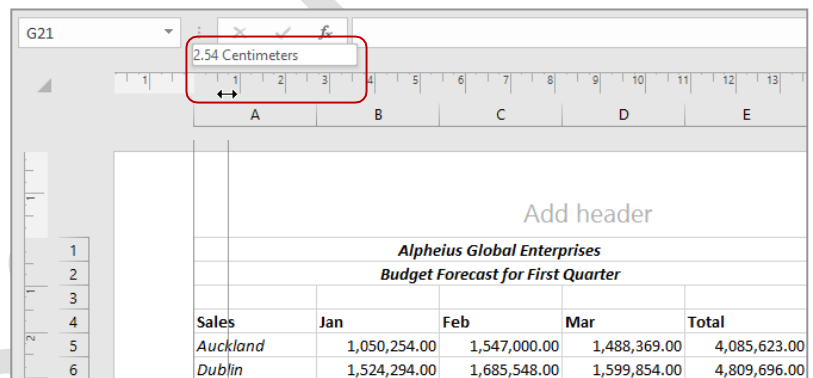 G21 fx
2.54 Centimeters
1 1 2 3 4 5 6 7 8 9 10 11 12 13
A B C D E
1
Add header
1 Alpheius Global Enterprises
2 Budget Forecast for First Quarter
3
4 Sales Jan Feb Mar Total
2
5 Auckland 1,050,254.00 1,547,000.00 1,488,369.00 4,085,623.00
6 Dublin 1,524,294.00 1,685,548.00 1,599,854.00 4,809,696.00